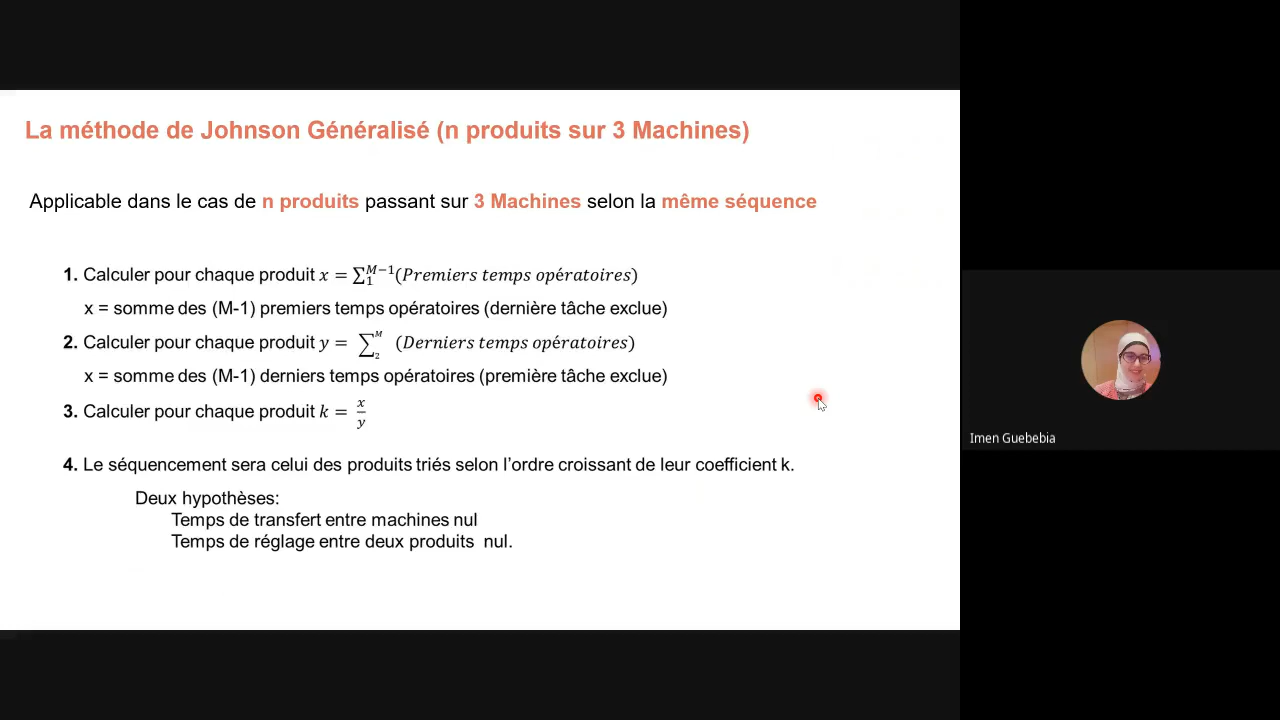 La méthode de Johnson Généralisé (n produits sur 3 Machines)
Applicable dans le cas de n produits passant sur 3 Machines selon la même séquence
1. Calculer pour chaque produit x = ∑₁ᴹ⁻¹(Premiers temps opératoires)
x = somme des (M-1) premiers temps opératoires (dernière tâche exclue)
2. Calculer pour chaque produit y = ∑₂ᴹ (Derniers temps opératoires)
x = somme des (M-1) derniers temps opératoires (première tâche exclue)
3. Calculer pour chaque produit k = x/y
4. Le séquencement sera celui des produits triés selon l’ordre croissant de leur coefficient k.
Deux hypothèses:
Temps de transfert entre machines nul
Temps de réglage entre deux produits nul.
Imen Guebebia